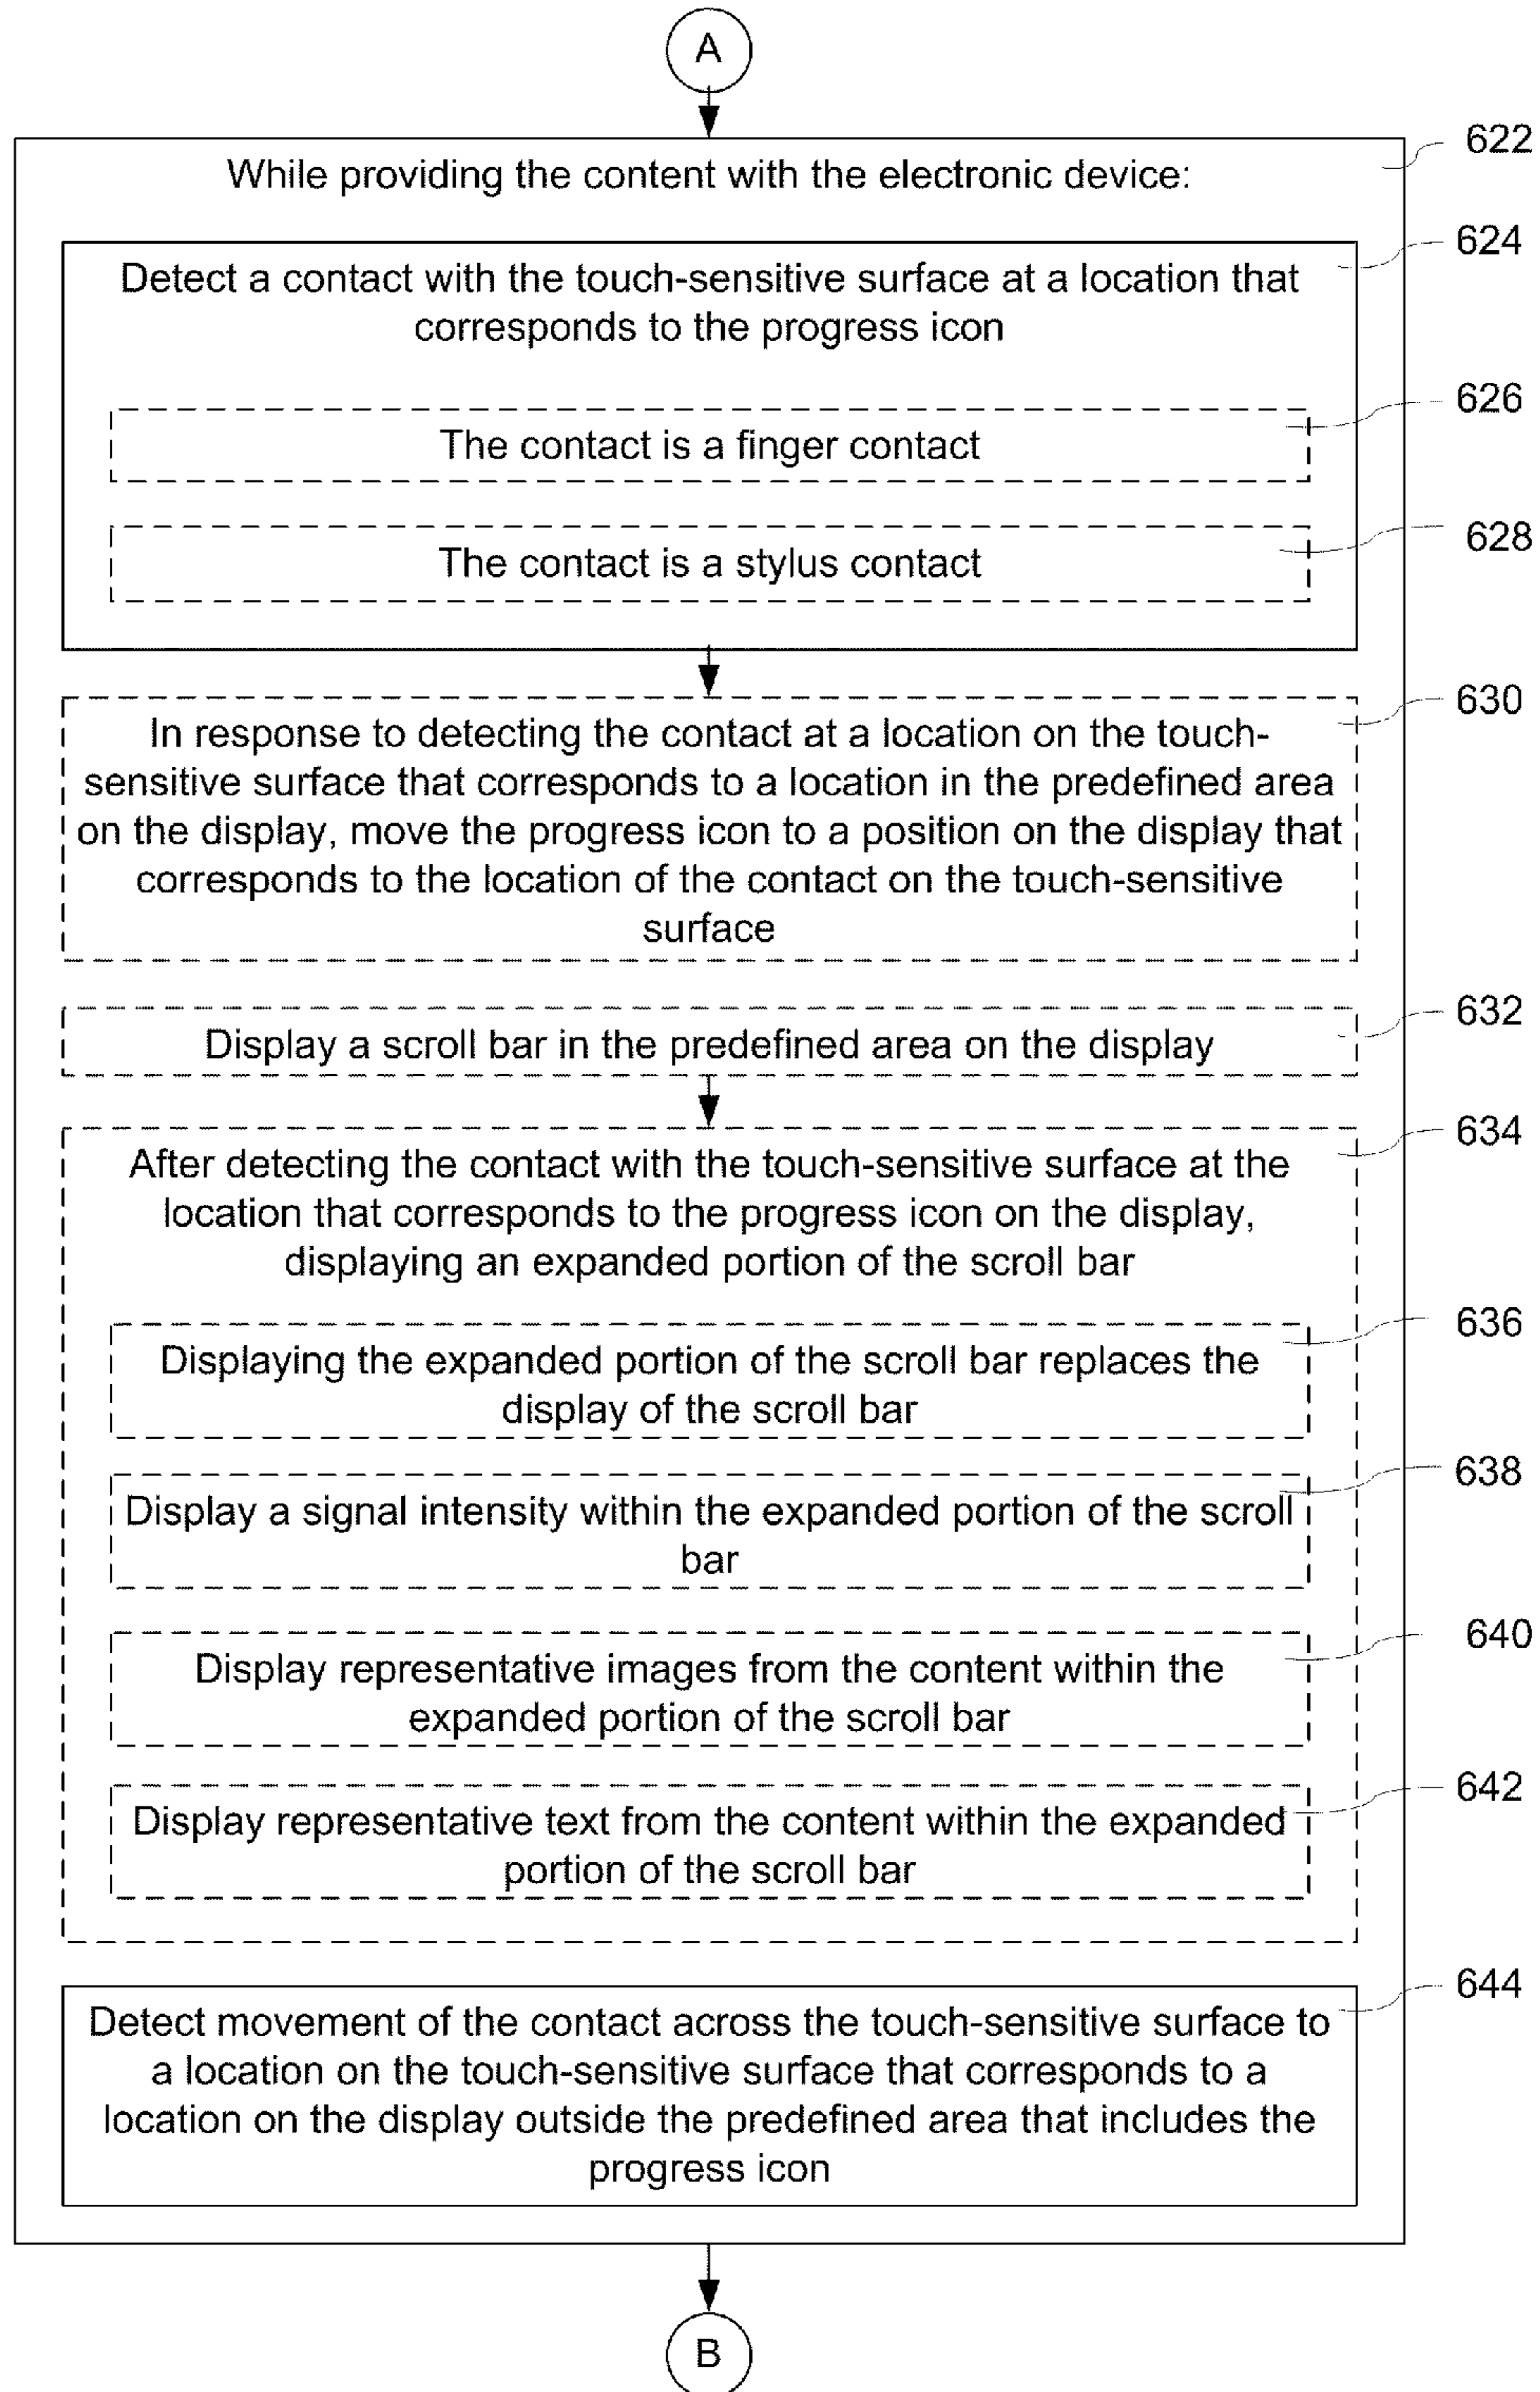 A
622
While providing the content with the electronic device:
624
Detect a contact with the touch-sensitive surface at a location that
corresponds to the progress icon
626
The contact is a finger contact
628
The contact is a stylus contact
630
In response to detecting the contact at a location on the touch-
sensitive surface that corresponds to a location in the predefined area
on the display, move the progress icon to a position on the display that
corresponds to the location of the contact on the touch-sensitive
surface
632
Display a scroll bar in the predefined area on the display
634
After detecting the contact with the touch-sensitive surface at the
location that corresponds to the progress icon on the display,
displaying an expanded portion of the scroll bar
636
Displaying the expanded portion of the scroll bar replaces the
display of the scroll bar
638
Display a signal intensity within the expanded portion of the scroll
bar
640
Display representative images from the content within the
expanded portion of the scroll bar
642
Display representative text from the content within the expanded
portion of the scroll bar
644
Detect movement of the contact across the touch-sensitive surface to
a location on the touch-sensitive surface that corresponds to a
location on the display outside the predefined area that includes the
progress icon
B